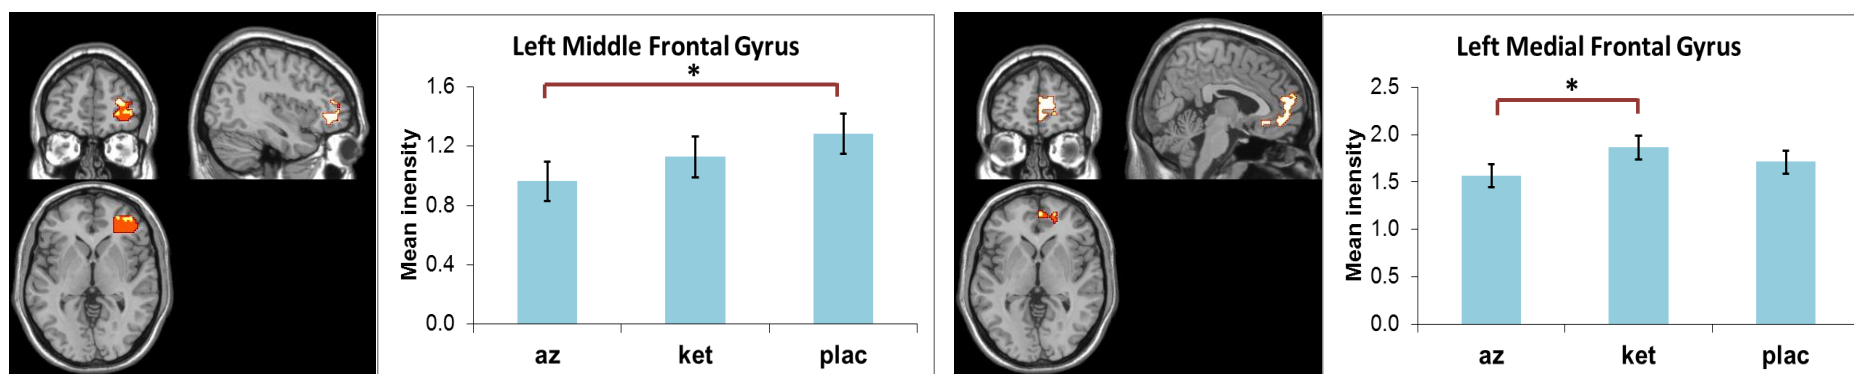 Left Middle Frontal Gyrus
*
1.6
1.2
0.8
0.4
0.0
Mean inensity
az ket plac
Left Medial Frontal Gyrus
*
2.5
2.0
1.5
1.0
0.5
0.0
Mean inensity
az ket plac